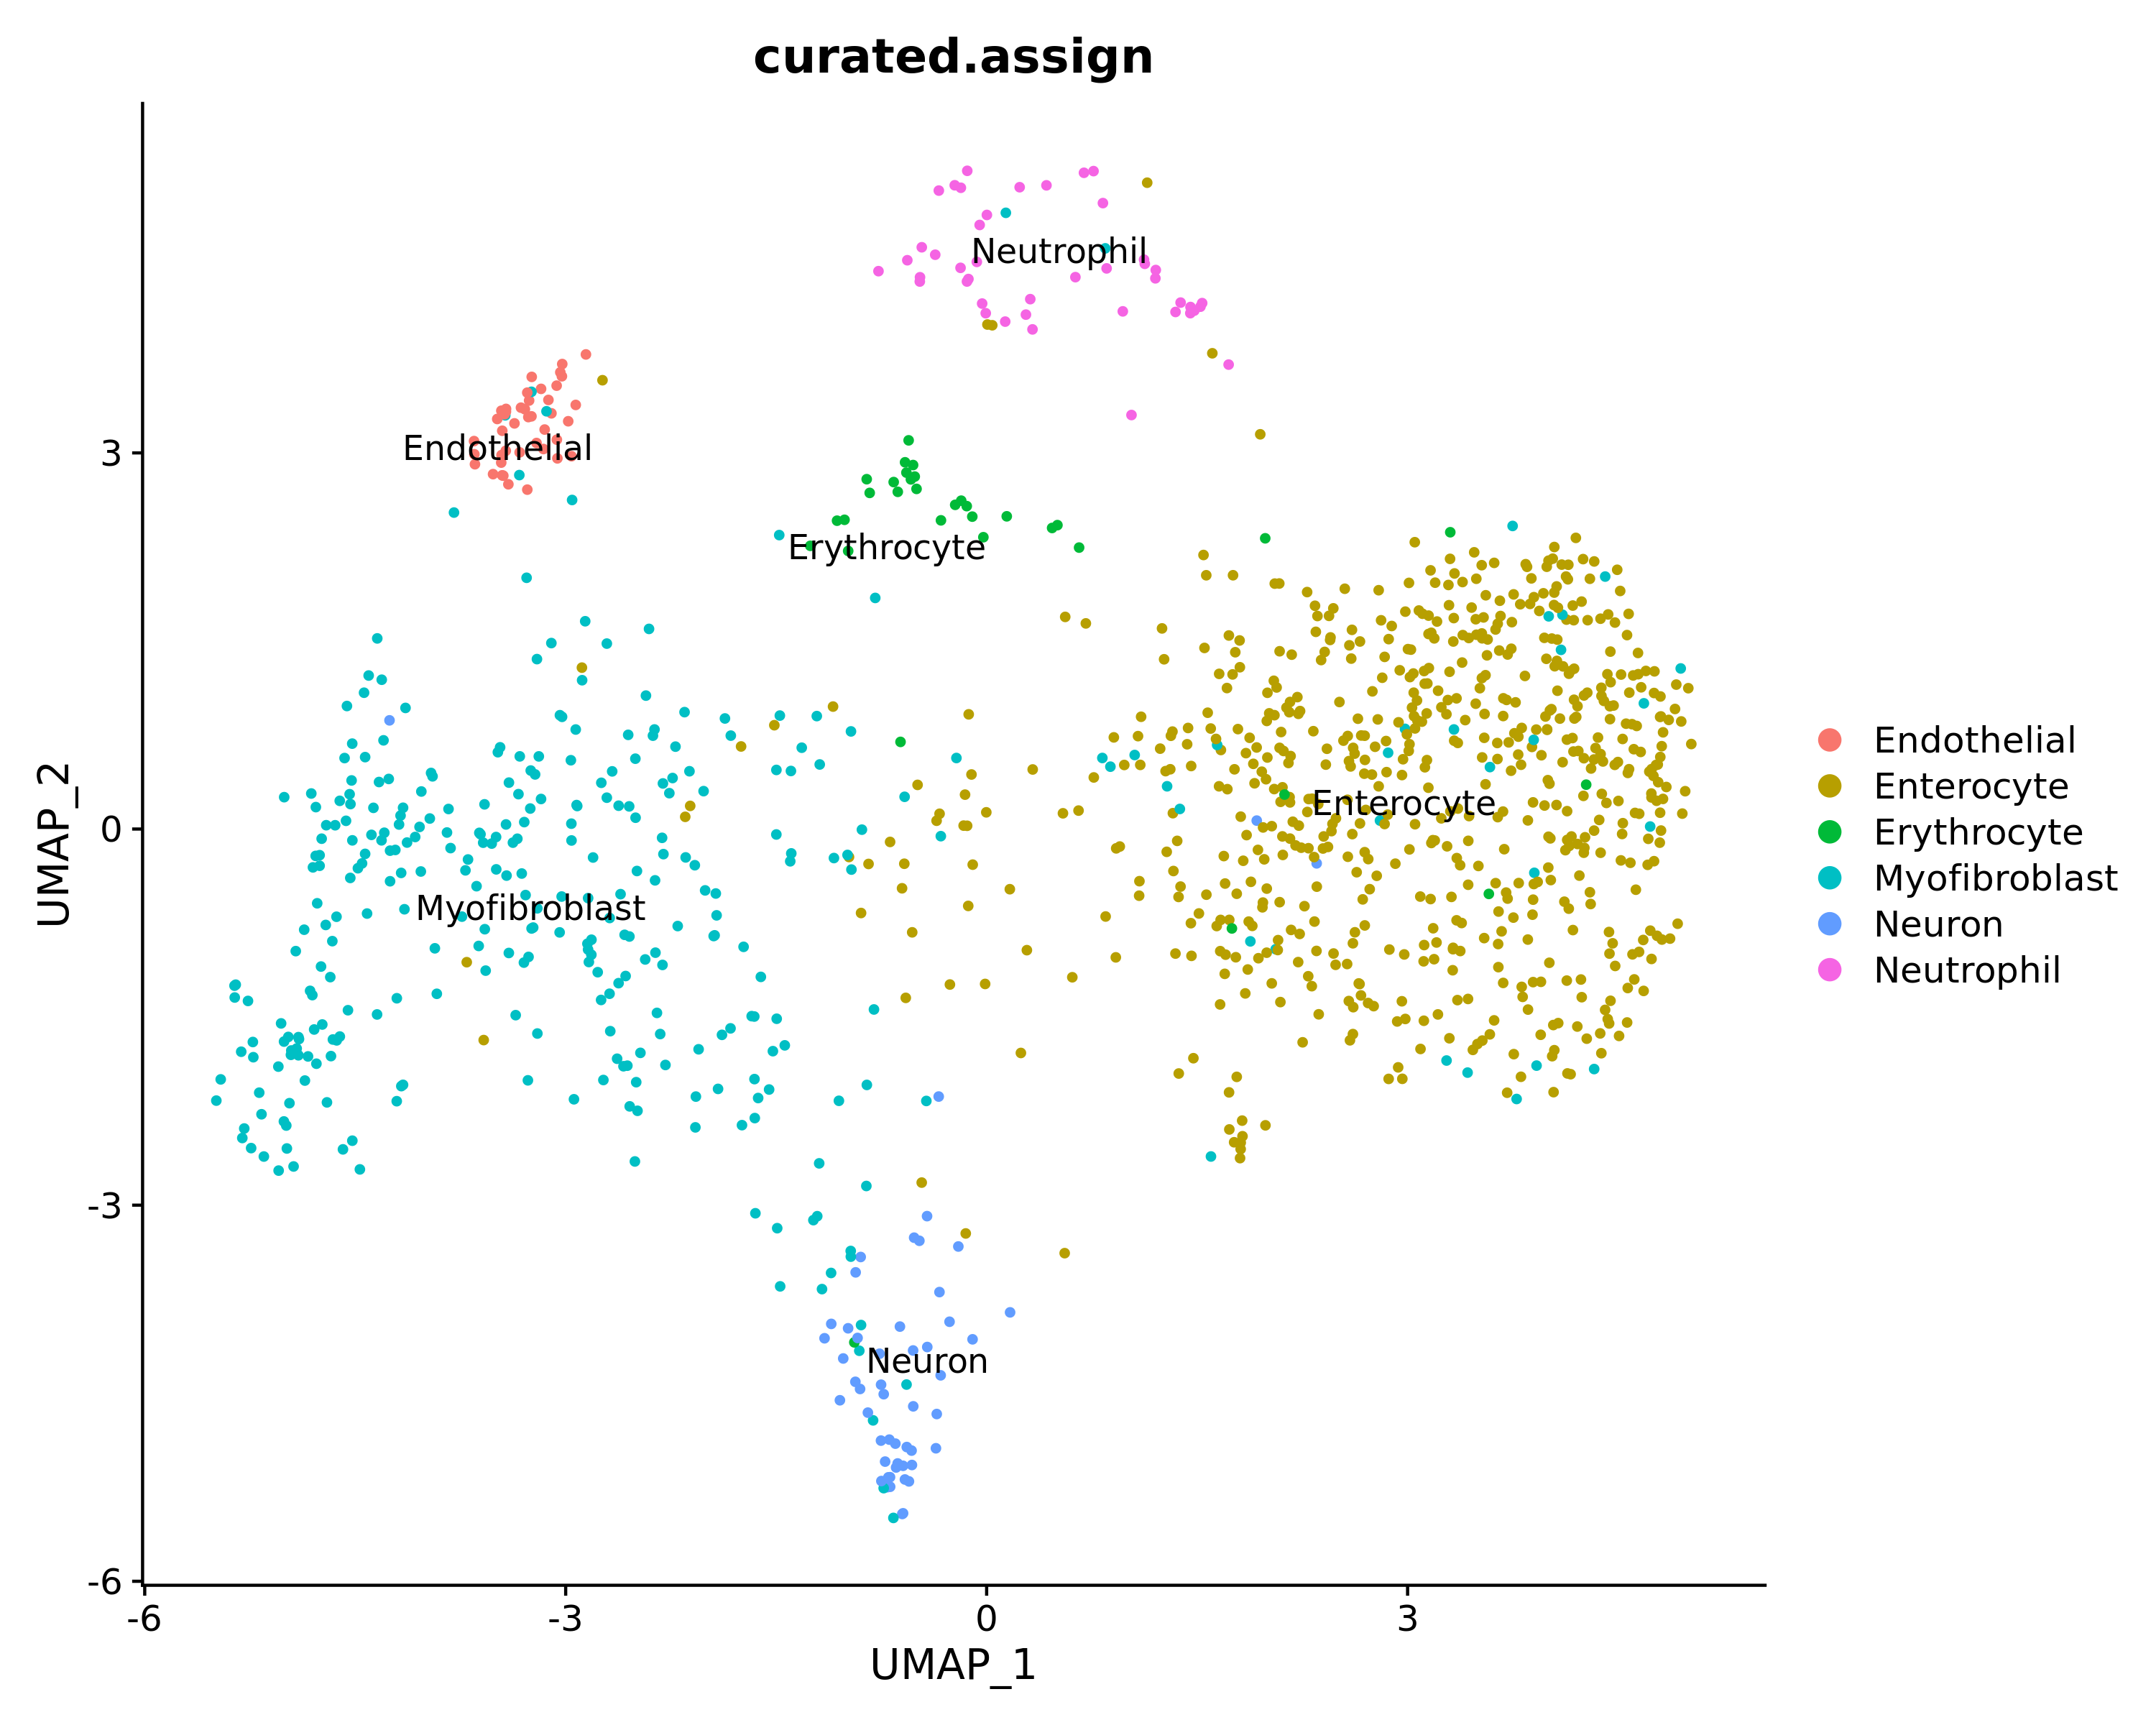 curated.assign
Neutrophil
Endothelial
Erythrocyte
Enterocyte
Myofibroblast
Neuron
3
0
-3
-6
UMAP_2
-6
-3
0
3
UMAP_1
Endothelial
Enterocyte
Erythrocyte
Myofibroblast
Neuron
Neutrophil